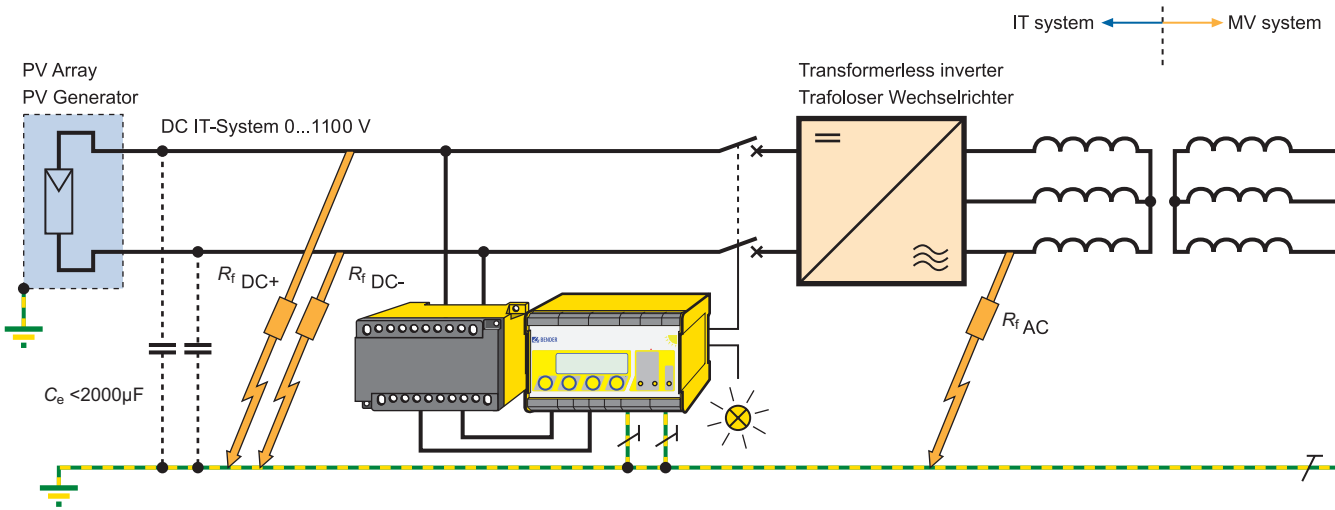 IT system
MV system
PV Array
PV Generator
Transformerless inverter
Trafoloser Wechselrichter
DC IT-System 0...1100 V
Rf DC+
Rf DC-
Rf AC
BENDER
Ce <2000µF